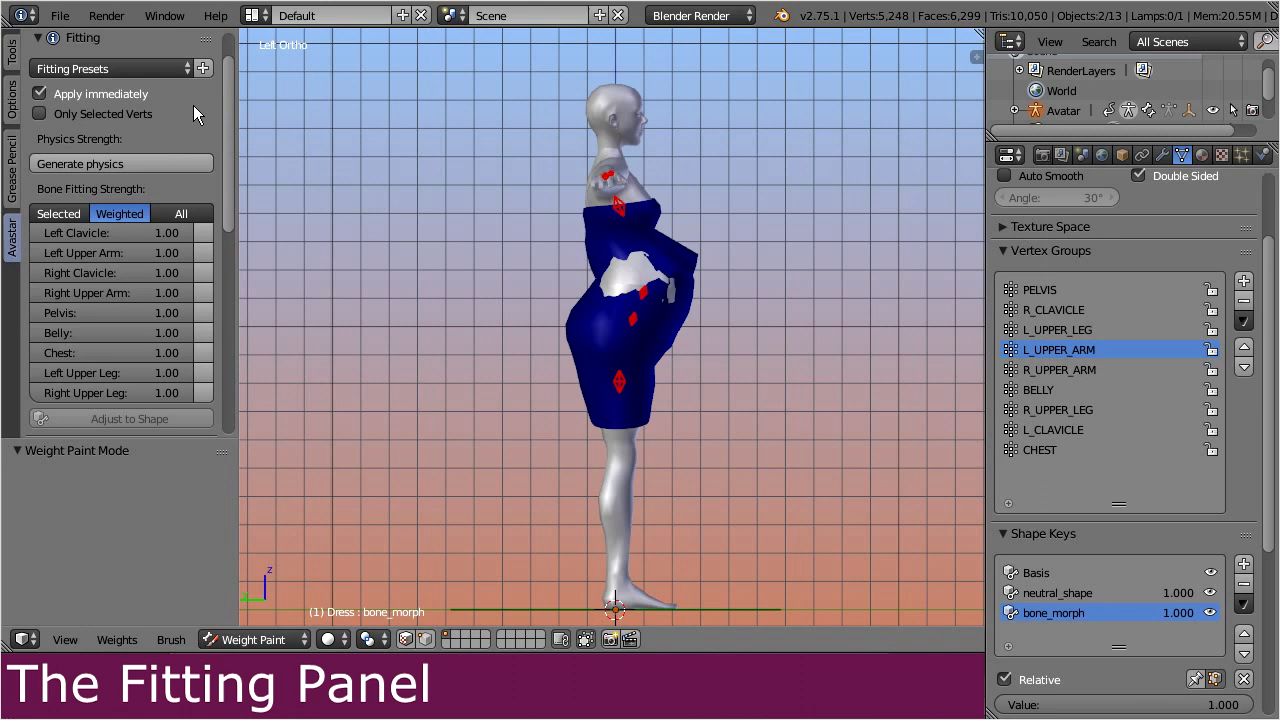 File Render Window Help Default Scene Blender Render v2.75.1 | Verts:5,248 | Faces:6,299 | Tris:10,050 | Objects:2/13 | Lamps:0/1 | Mem:20.55M | D
Tools
Options
Grease Pencil
Avastar
Fitting
Fitting Presets
Apply immediately
Only Selected Verts
Physics Strength:
Generate physics
Bone Fitting Strength:
Selected Weighted All
Left Clavicle: 1.00
Left Upper Arm: 1.00
Right Clavicle: 1.00
Right Upper Arm: 1.00
Pelvis: 1.00
Belly: 1.00
Chest: 1.00
Left Upper Leg: 1.00
Right Upper Leg: 1.00
Adjust to Shape
Weight Paint Mode
Left Ortho
z
(1) Dress : bone_morph
View Weights Brush Weight Paint
The Fitting Panel
View Search All Scenes
RenderLayers |
World
Avatar |
Auto Smooth Double Sided
Angle: 30°
Texture Space
Vertex Groups
PELVIS
R_CLAVICLE
L_UPPER_LEG
L_UPPER_ARM
R_UPPER_ARM
BELLY
R_UPPER_LEG
L_CLAVICLE
CHEST
Shape Keys
Basis
neutral_shape 1.000
bone_morph 1.000
Relative
Value: 1.000